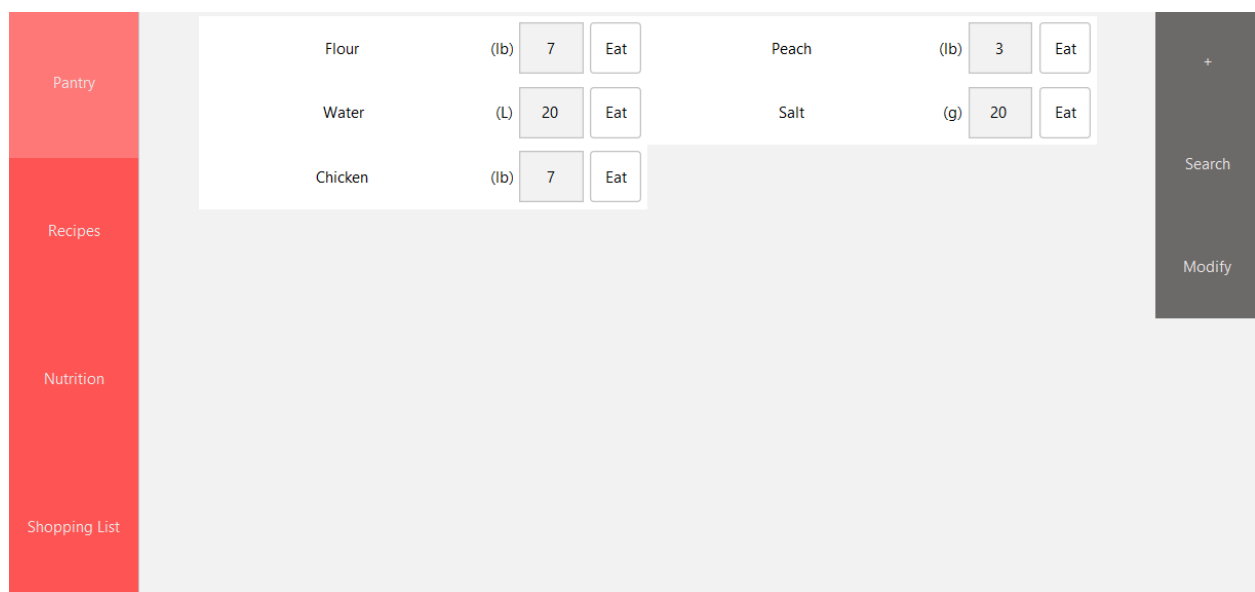 Pantry
Recipes
Nutrition
Shopping List
Flour (lb) 7 Eat
Peach (lb) 3 Eat
Water (L) 20 Eat
Salt (g) 20 Eat
Chicken (lb) 7 Eat
+
Search
Modify